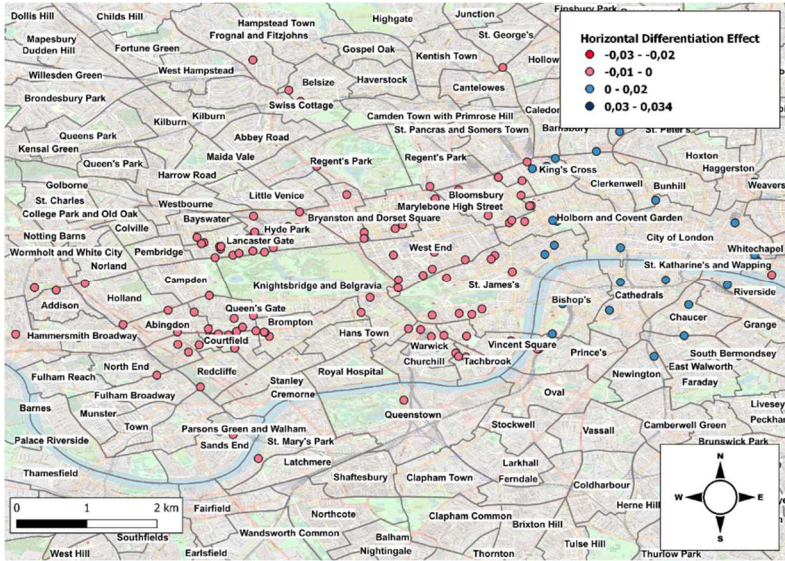 Dollis Hill
Childs Hill
Hampstead Town
Highgate
Junction
Finsbury Park
Frognal and Fitzjohns
St. George's
Mapesbury
Dudden Hill
Fortune Green
Gospel Oak
Kentish Town
Hollow
West Hampstead
Belsize
Haverstock
Cantelowes
Willesden Green
Brondesbury Park
Swiss Cottage
Camden Town with Primrose Hill
Caledo
Barnsbury
St. Peter's
Kilburn
Kilburn
St. Pancras and Somers Town
Queens Park
Abbey Road
Kensal Green
Maida Vale
Regent's Park
Regent's Park
Hoxton
Queen's Park
Harrow Road
King's Cross
Haggerston
Golborne
Clerkenwell
Bunhill
Weavers
St. Charles
Westbourne
Little Venice
Bloomsbury
Marylebone High Street
College Park and Old Oak
Bayswater
Bryanston and Dorset Square
Holborn and Covent Garden
Colville
Hyde Park
Notting Barns
Lancaster Gate
West End
City of London
Wormholt and White City
Pembridge
Whitechapel
Norland
St. Katharine's and Wapping
Campden
Knightsbridge and Belgravia
St. James's
Cathedrals
Riverside
Addison
Holland
Queen's Gate
Bishop's
Chaucer
Abingdon
Brompton
Hans Town
Grange
Hammersmith Broadway
Courtfield
Warwick
Vincent Square
Prince's
Churchill
Tachbrook
South Bermondsey
North End
Redcliffe
Royal Hospital
East Walworth
Newington
Fulham Reach
Stanley
Faraday
Cremorne
Fulham Broadway
Oval
Barnes
Munster
Queenstown
Livesey
Town
Parsons Green and Walham
Stockwell
Vassall
Camberwell Green
Peckha
Palace Riverside
Sands End
St. Mary's Park
Brunswick Park
Latchmere
Larkhall
Thamesfield
Shaftesbury
Clapham Town
Ferndale
Coldharbour
Fairfield
Northcote
Clapham Common
Herne Hill
Brixton Hill
Wandsworth Common
Southfields
Balham
Tulse Hill
West Hill
Earlsfield
Nightingale
Thornton
Thurlow Park
Horizontal Differentiation Effect
-0,03 - -0,02
-0,01 - 0
0 - 0,02
0,03 - 0,034
0 1 2 km
N
W E
S